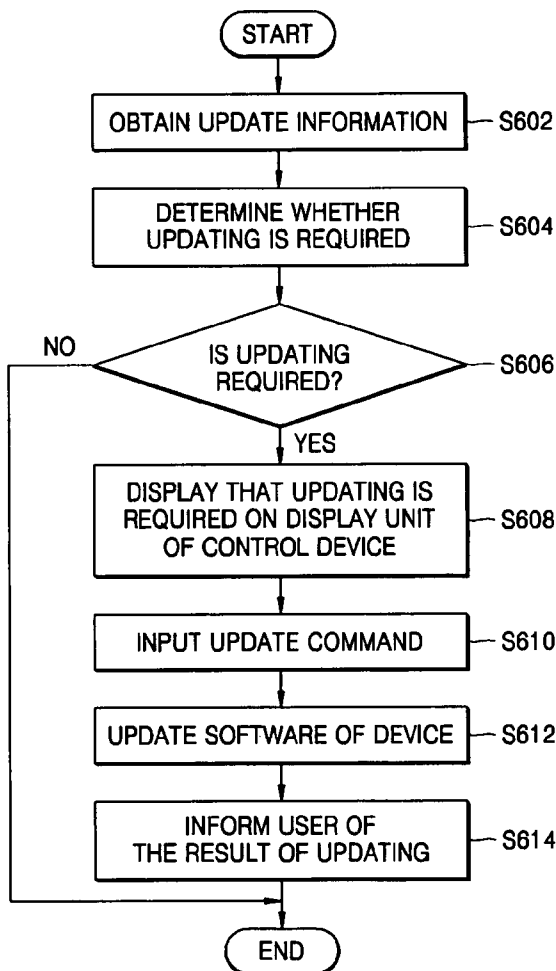 START
OBTAIN UPDATE INFORMATION
S602
DETERMINE WHETHER
UPDATING IS REQUIRED
S604
NO
IS UPDATING
REQUIRED?
S606
YES
DISPLAY THAT UPDATING IS
REQUIRED ON DISPLAY UNIT
OF CONTROL DEVICE
S608
INPUT UPDATE COMMAND
S610
UPDATE SOFTWARE OF DEVICE
S612
INFORM USER OF
THE RESULT OF UPDATING
S614
END